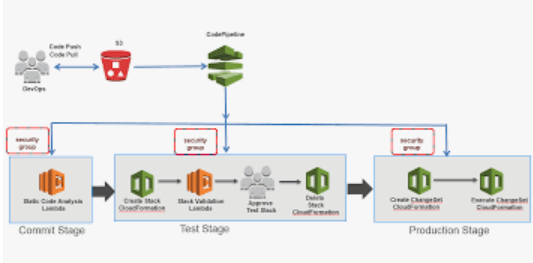 CodePipeline
S3
Code Push
Code Pull
DevOps
security
group
security
group
security
group
Static Code Analysis
Lambda
Create Stack
CloudFormation
Stack Validation
Lambda
Approve
Test Stack
Delete
Stack
CloudFormation
Create ChangeSet
CloudFormation
Execute ChangeSet
CloudFormation
Commit Stage
Test Stage
Production Stage